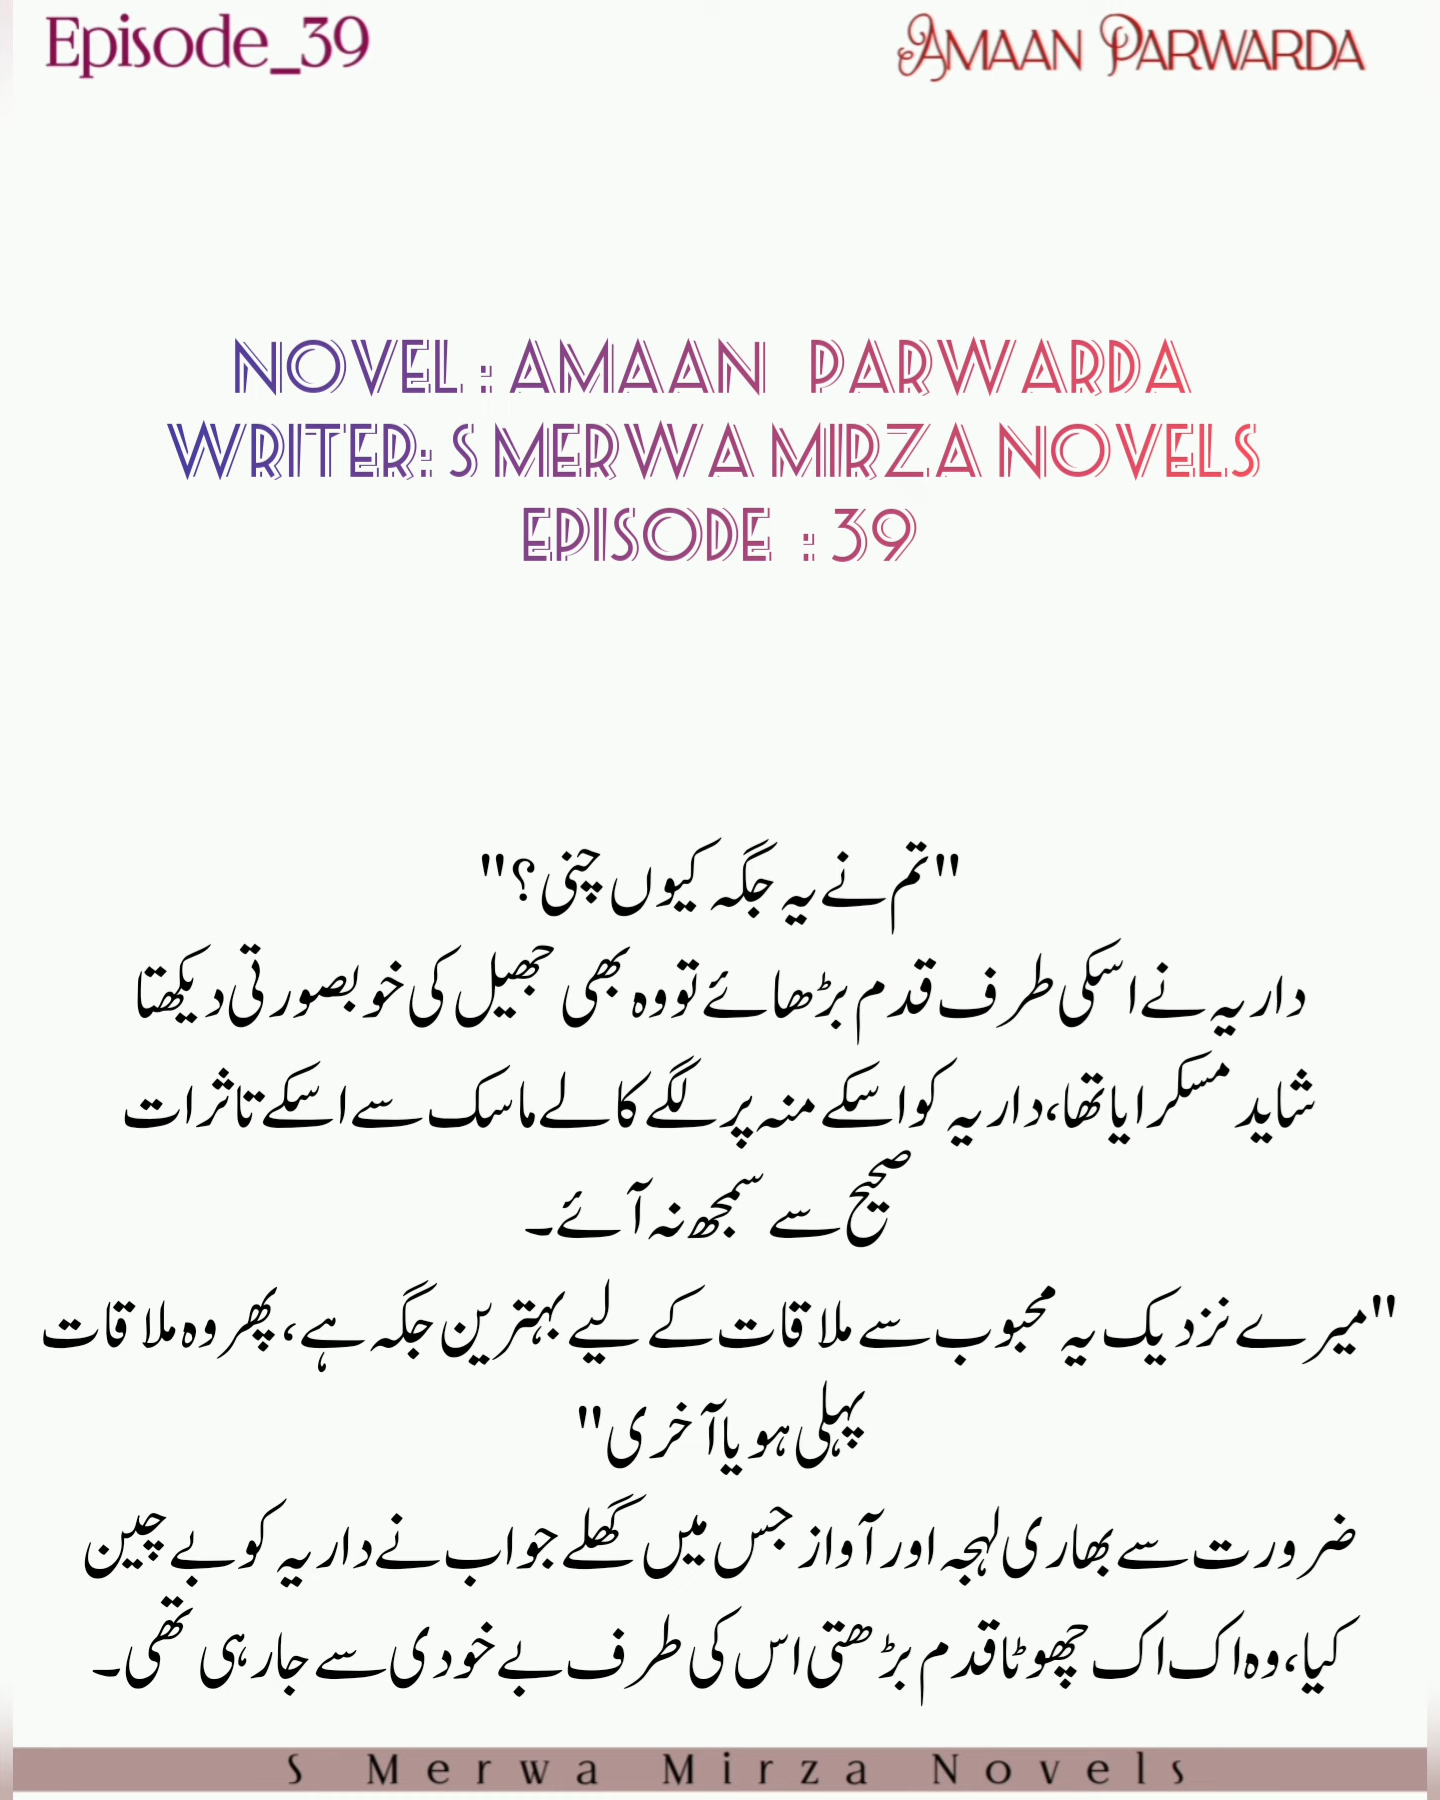 Episode_39
AMAAN PARWARDA
NOVEL : AMAAN PARWARDA
WRITER: S MERWA MIRZA NOVELS
EPISODE : 39
"تم نے یہ جگہ کیوں چنی؟"
داریہ نے اسکی طرف قدم بڑھائے تو وہ بھی جھیل کی خوبصورتی دیکھتا
شاید مسکرایا تھا، داریہ کو اسکے منہ پر لگے کالے ماسک سے اسکے تاثرات
صحیح سے سمجھ نہ آئے۔
"میرے نزدیک یہ محبوب سے ملاقات کے لیے بہترین جگہ ہے، پھر وہ ملاقات
پہلی ہو یا آخری"
ضرورت سے بھاری لہجہ اور آواز جس میں گھلے جواب نے داریہ کو بے چین
کیا، وہ اک اک چھوٹا قدم بڑھتی اس کی طرف بے خودی سے جا رہی تھی۔
S Merwa Mirza Novels